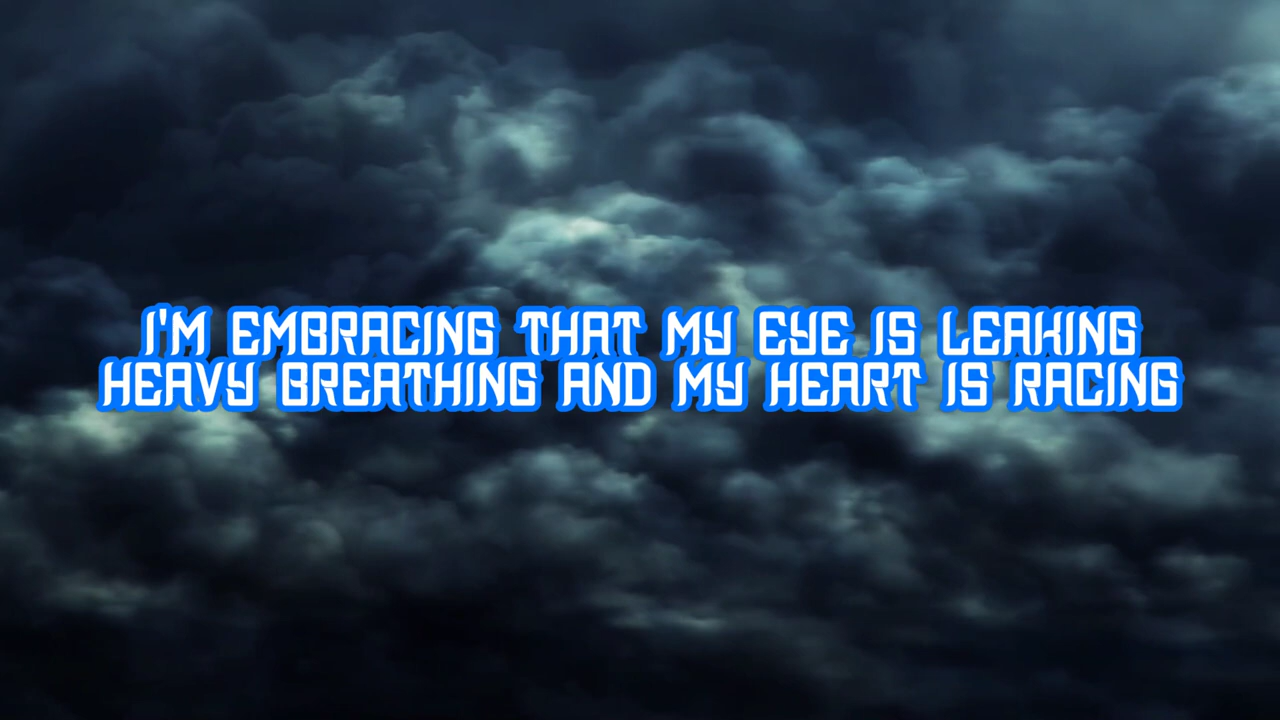 I'M EMBRACING THAT MY EYE IS LEAKING
HEAVY BREATHING AND MY HEART IS RACING